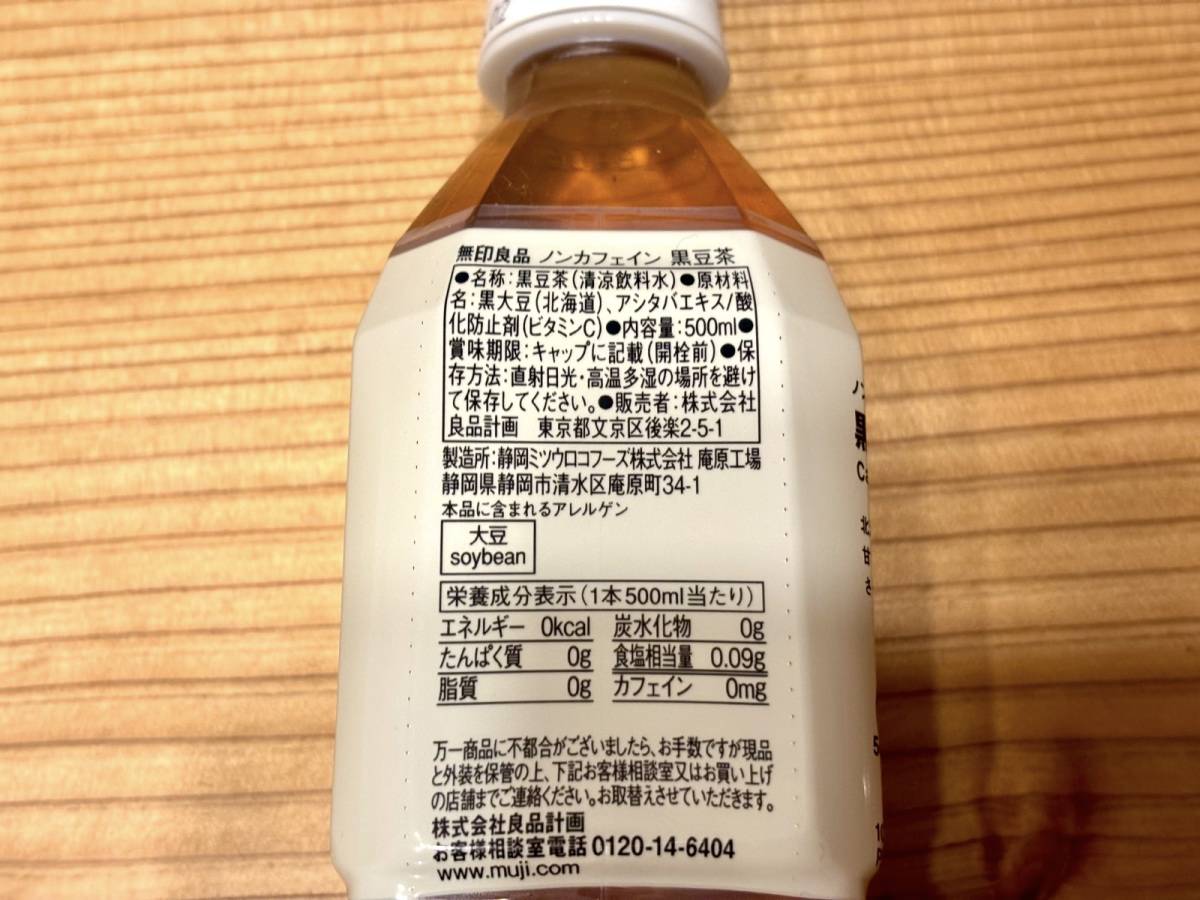 無印良品 ノンカフェイン 黒豆茶
●名称:黒豆茶(清涼飲料水)●原材料
名:黒大豆(北海道)、アシタバエキス/酸
化防止剤(ビタミンC)●内容量:500ml●
賞味期限:キャップに記載(開栓前)●保
存方法:直射日光・高温多湿の場所を避け
て保存してください。●販売者:株式会社
良品計画 東京都文京区後楽2-5-1
製造所:静岡ミツウロコフーズ株式会社 庵原工場
静岡県静岡市清水区庵原町34-1
本品に含まれるアレルゲン
大豆
soybean
栄養成分表示(1本500ml当たり)
エネルギー 0kcal 炭水化物 0g
たんぱく質 0g 食塩相当量 0.09g
脂質 0g カフェイン 0mg
万一商品に不都合がございましたら、お手数ですが現品
と外装を保管の上、下記お客様相談室又はお買い上げ
の店舗までご連絡ください。お取替えさせていただきます。
株式会社良品計画
お客様相談室電話 0120-14-6404
www.muji.com